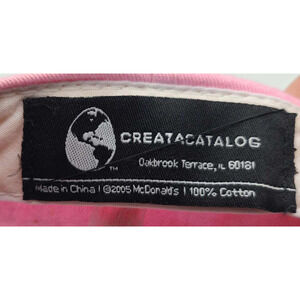 CREATACATALOG
Oakbrook Terrace, IL 60181
TM
Made in China | ©2005 McDonald's | 100% Cotton